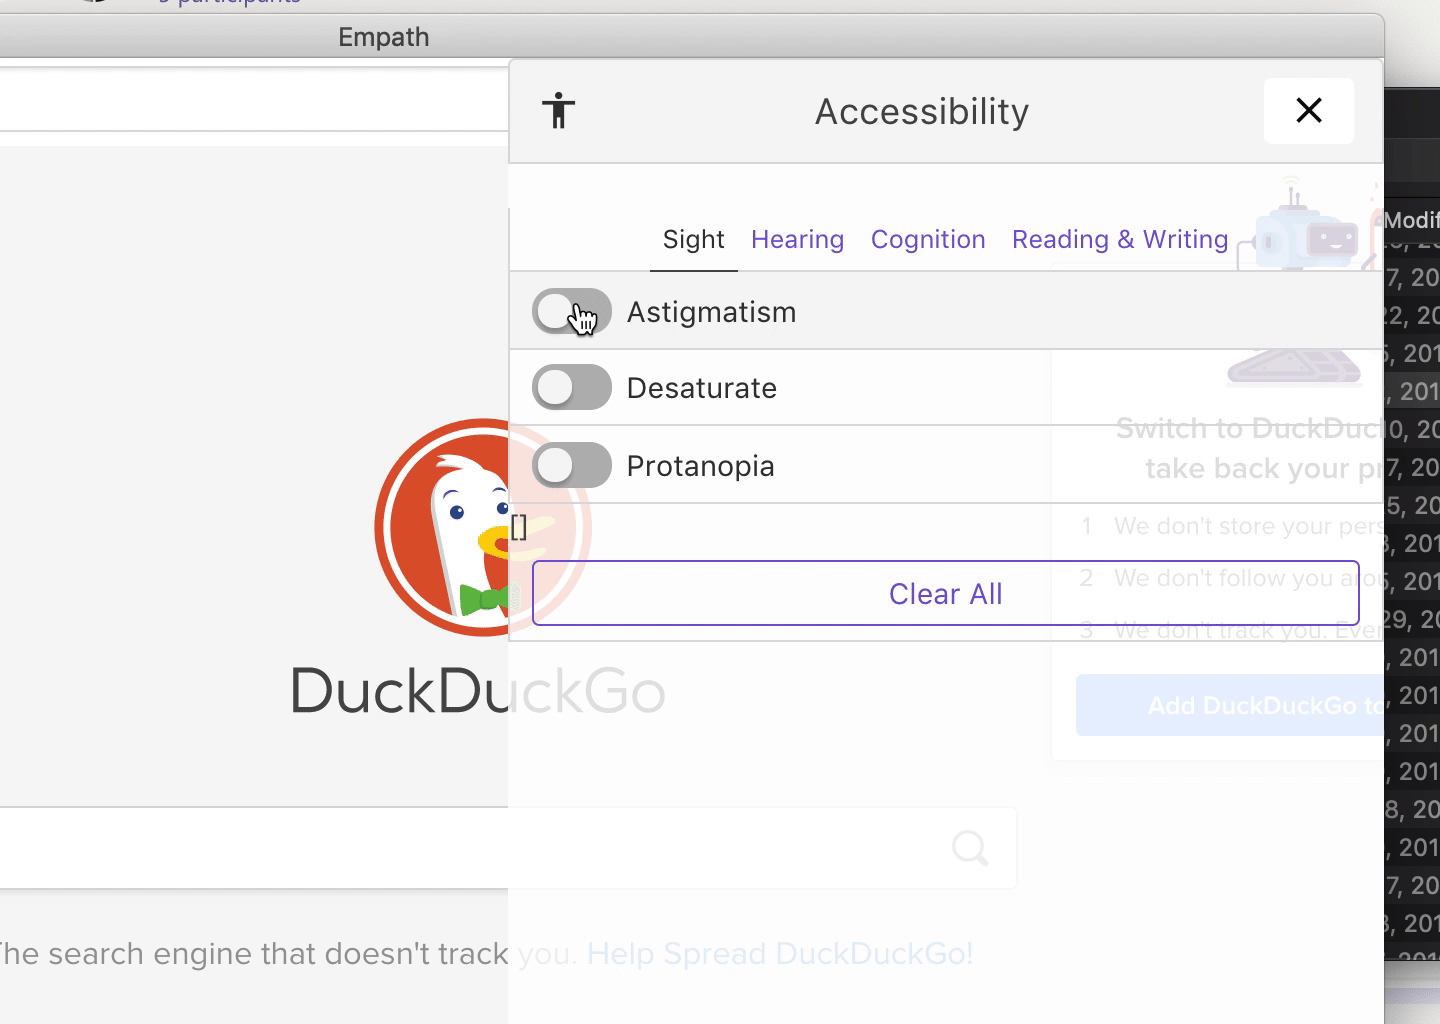 participants
Empath
Accessibility
Sight Hearing Cognition Reading & Writing
Astigmatism
Desaturate
Protanopia
[]
Clear All
DuckDuckGo
The search engine that doesn't track you. Help Spread DuckDuckGo!
Switch to DuckDuc
take back your pr
1 We don't store your pers
2 We don't follow you arou
3 We don't track you. Ever
Add DuckDuckGo to
Modif
7, 20
22, 20
5, 201
, 201
0, 20
7, 20
5, 20
3, 201
5, 201
29, 20
, 201
, 201
, 201
, 201
8, 20
, 201
7, 20
3, 201